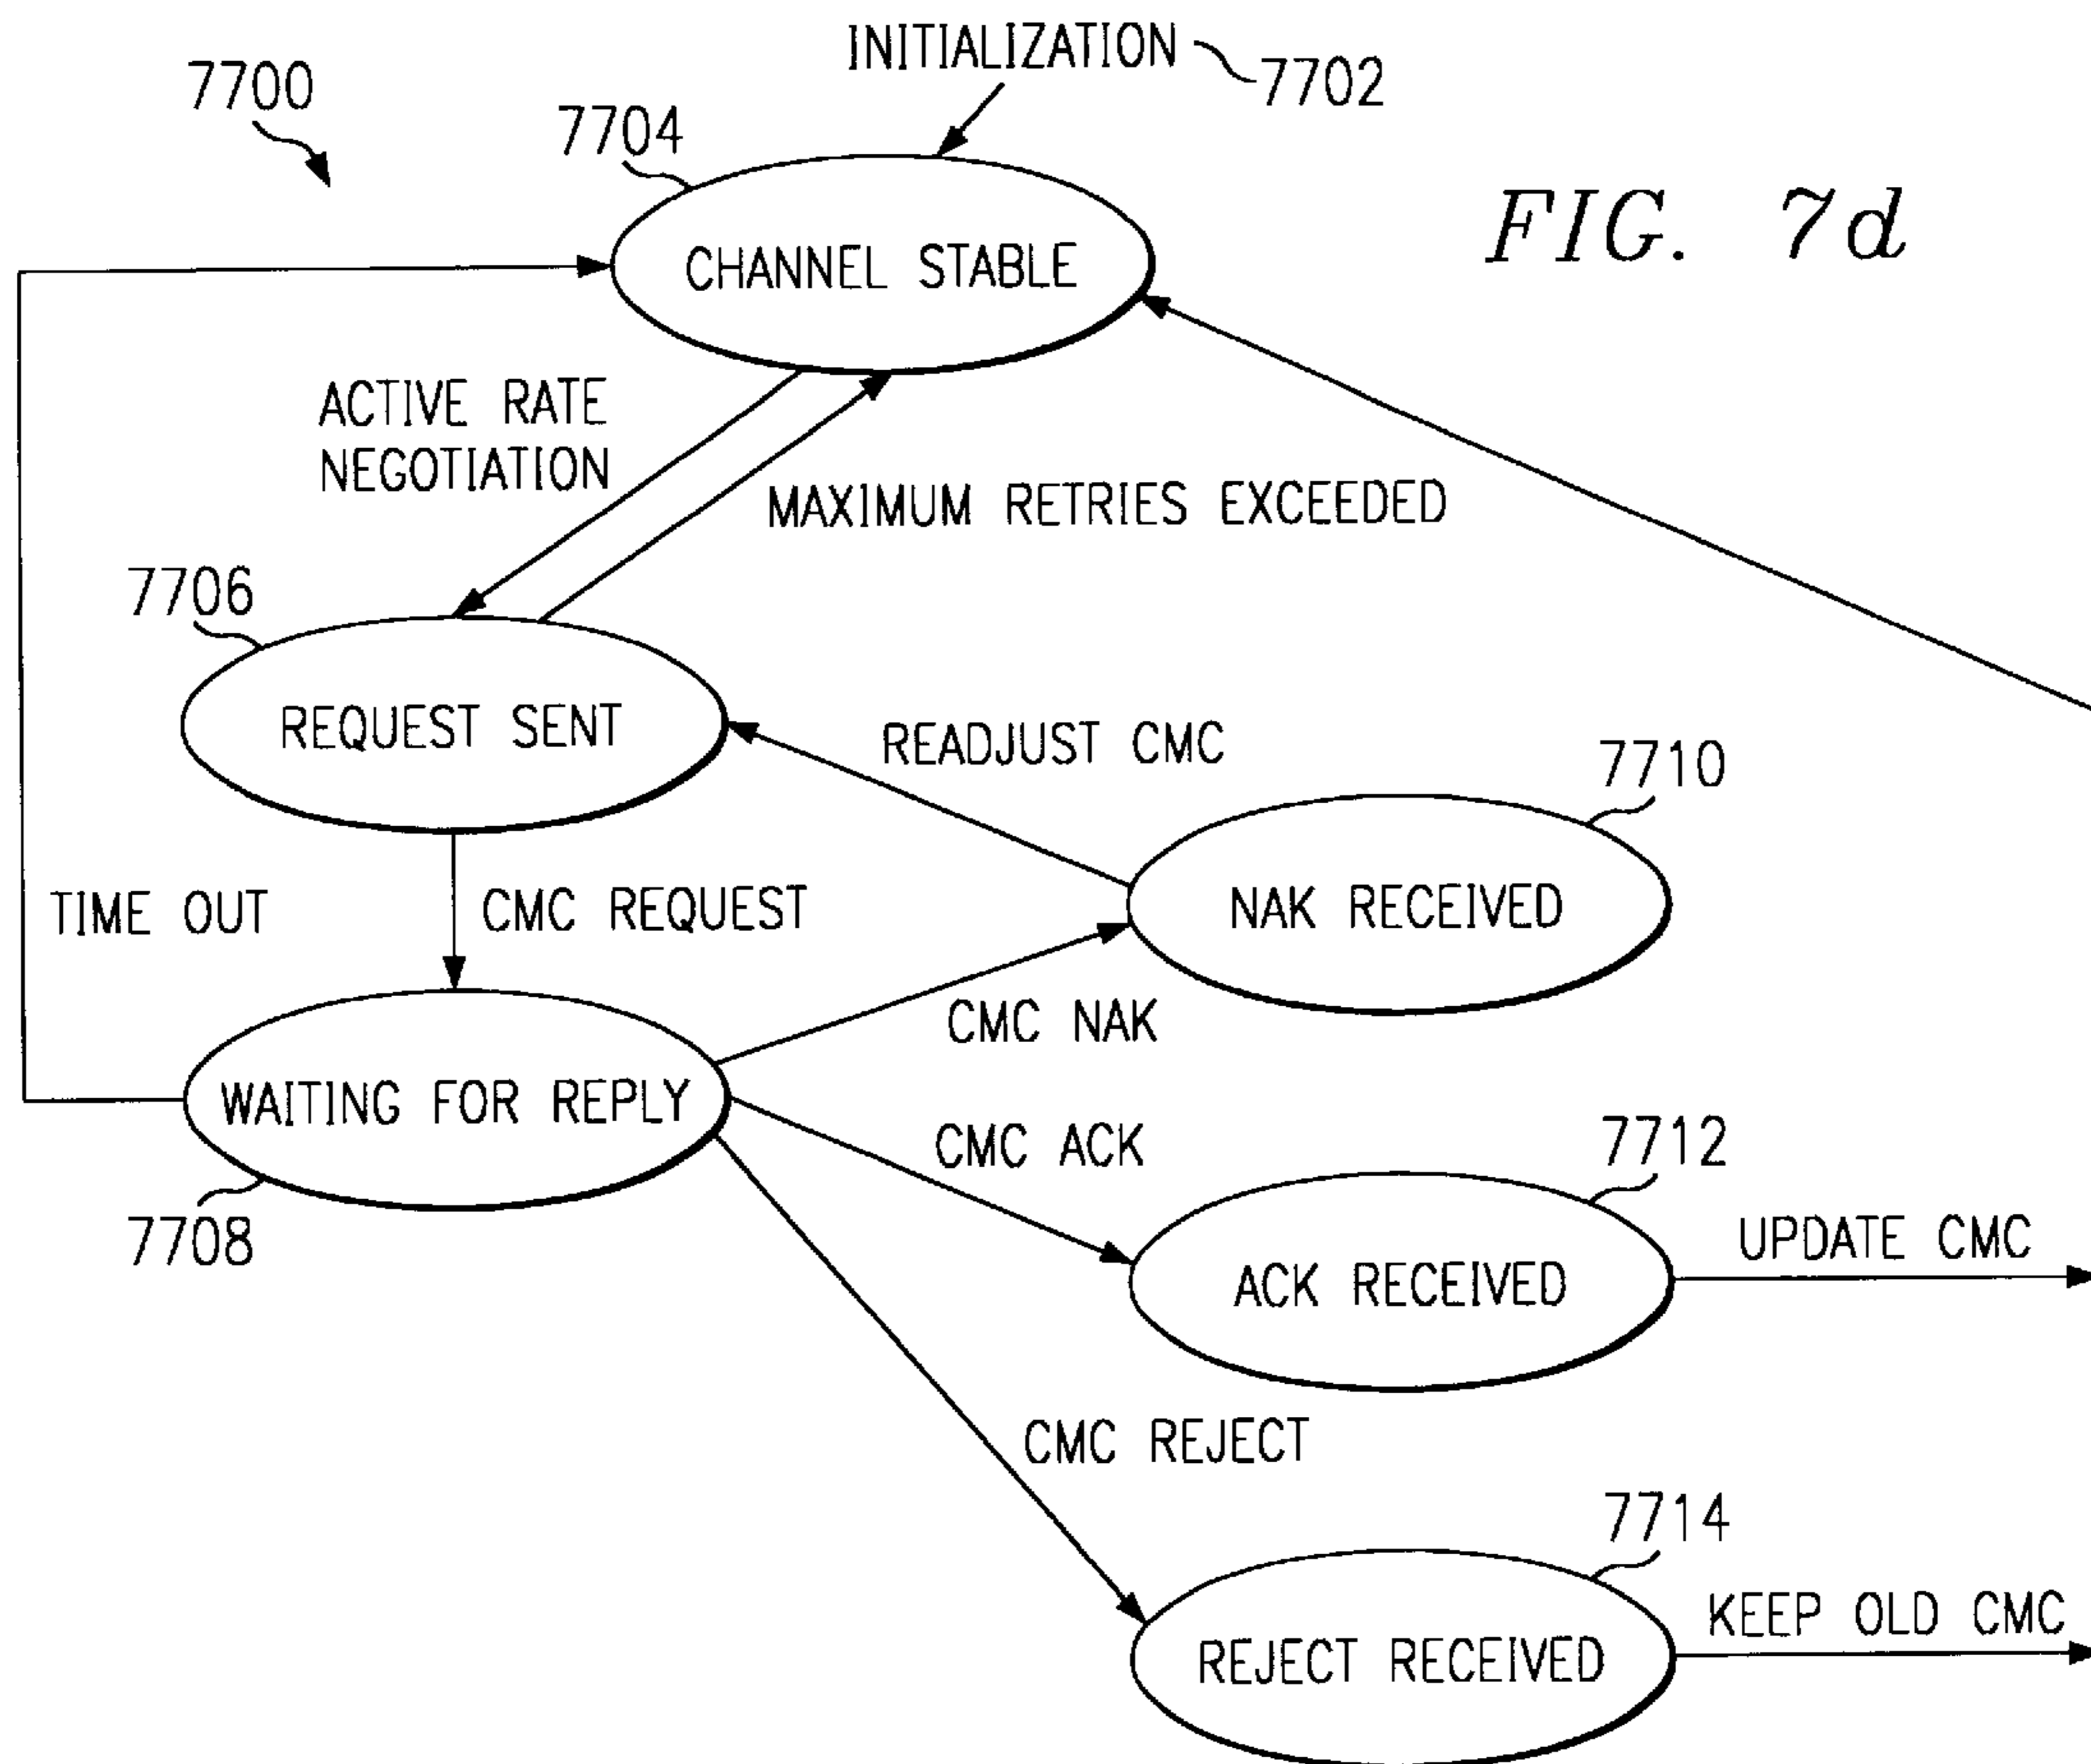 INITIALIZATION
7702
7700
7704
CHANNEL STABLE
FIG. 7d
ACTIVE RATE
NEGOTIATION
MAXIMUM RETRIES EXCEEDED
7706
REQUEST SENT
READJUST CMC
7710
NAK RECEIVED
TIME OUT
CMC REQUEST
CMC NAK
WAITING FOR REPLY
7708
CMC ACK
7712
ACK RECEIVED
UPDATE CMC
CMC REJECT
7714
REJECT RECEIVED
KEEP OLD CMC